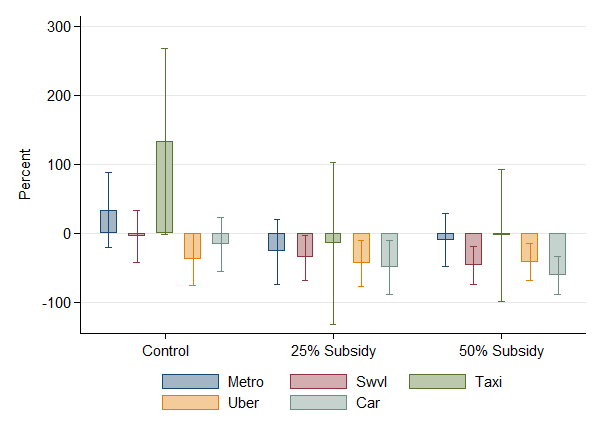 300
200
100
0
-100
Percent
Control 25% Subsidy 50% Subsidy
Metro Swvl Taxi
Uber Car